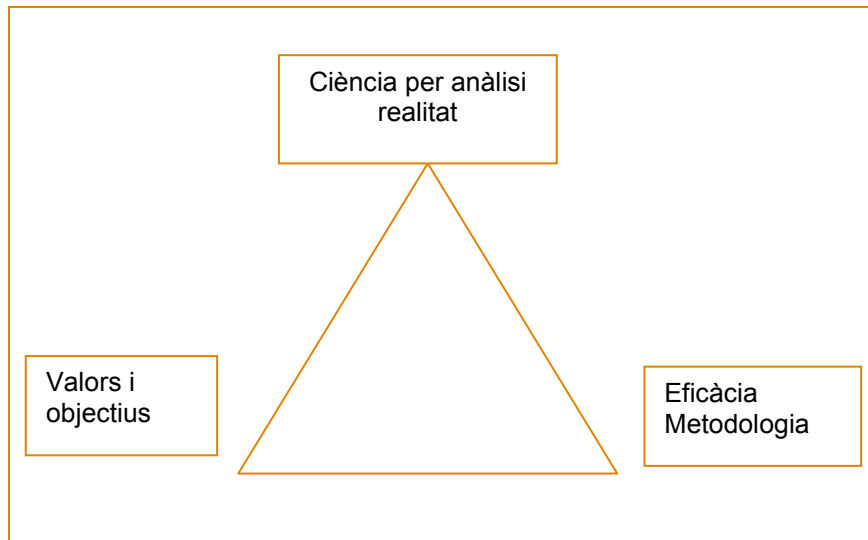 Ciència per anàlisi
realitat
Valors i
objectius
Eficàcia
Metodologia